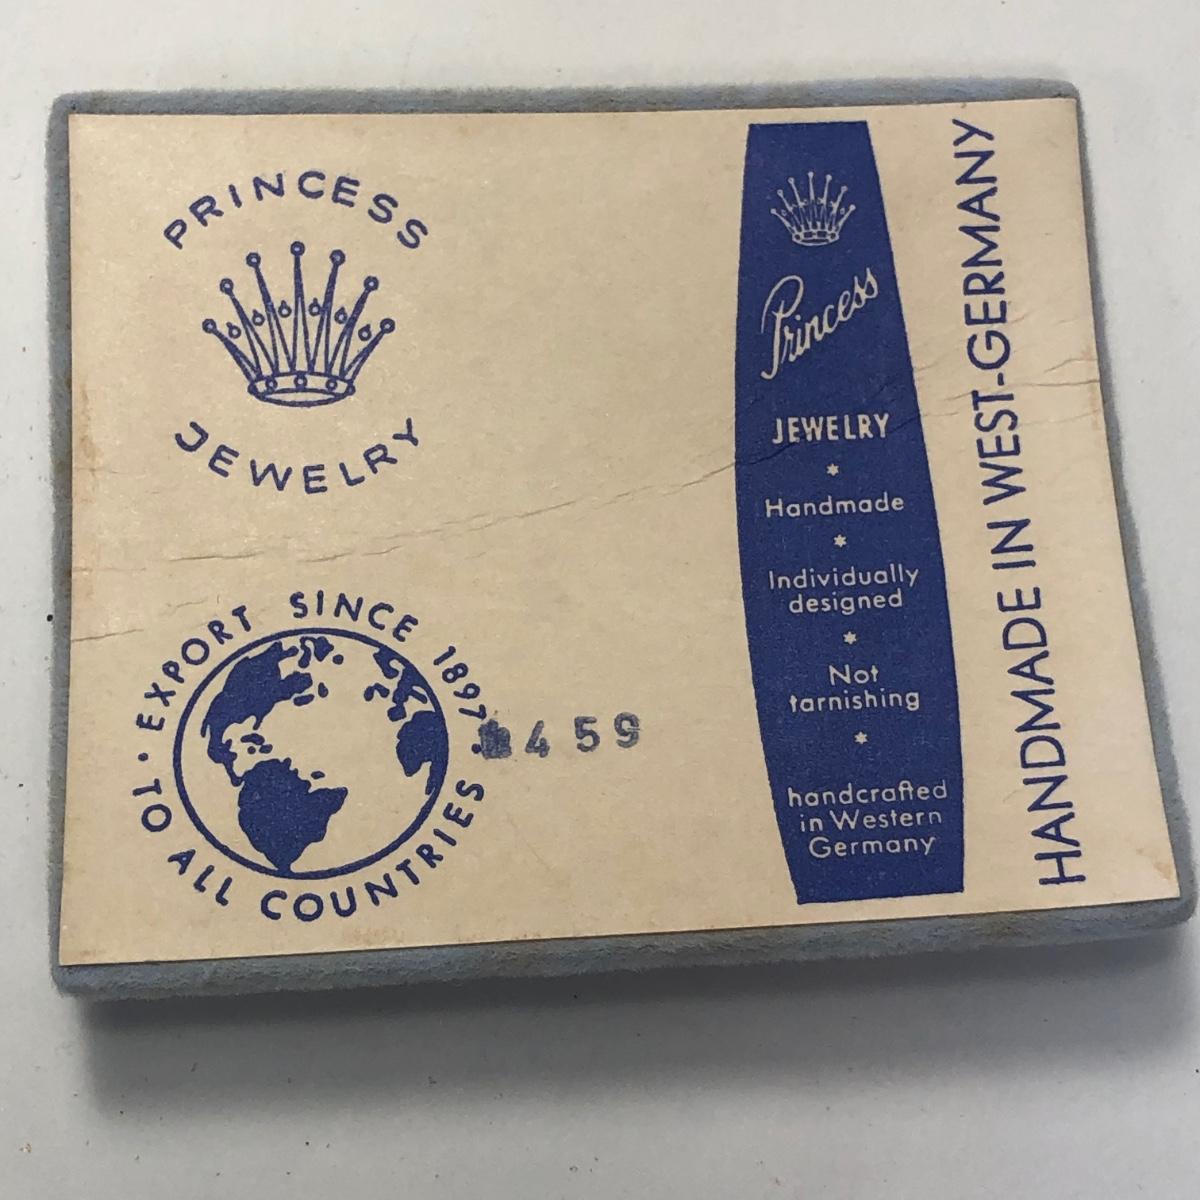 PRINCESS
JEWELRY
EXPORT SINCE 1897 ·
TO ALL COUNTRIES ·
459
Princess
JEWELRY
*
Handmade
*
Individually
designed
*
Not
tarnishing
*
handcrafted
in Western
Germany
HANDMADE IN WEST-GERMANY